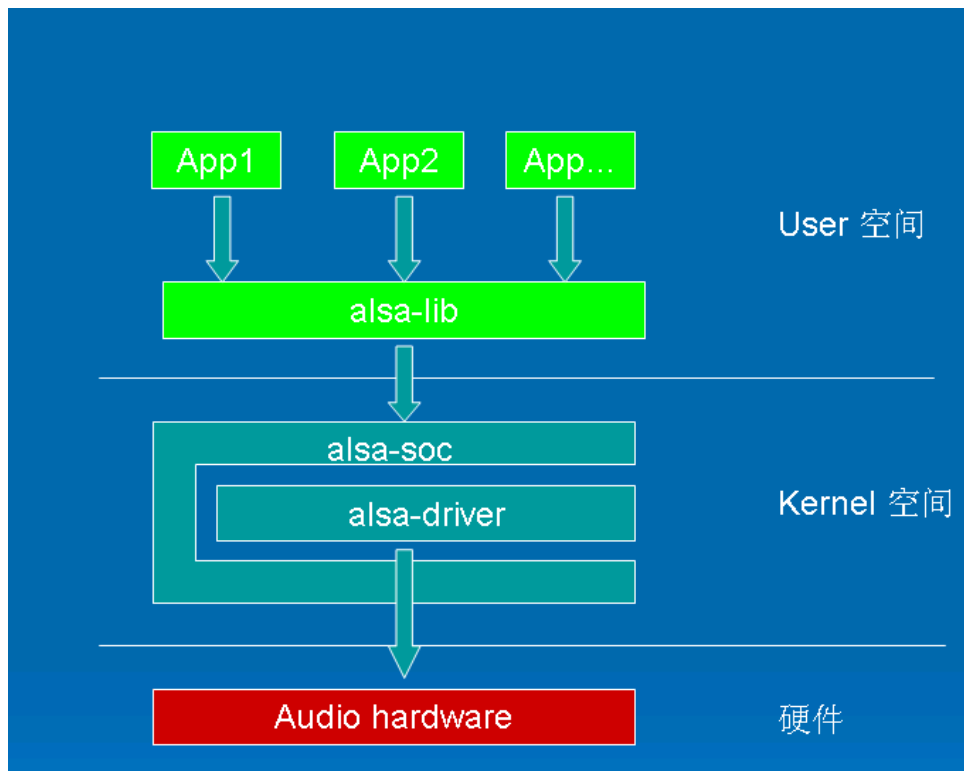 App1
App2
App...
User 空间
alsa-lib
alsa-soc
alsa-driver
Kernel 空间
Audio hardware
硬件